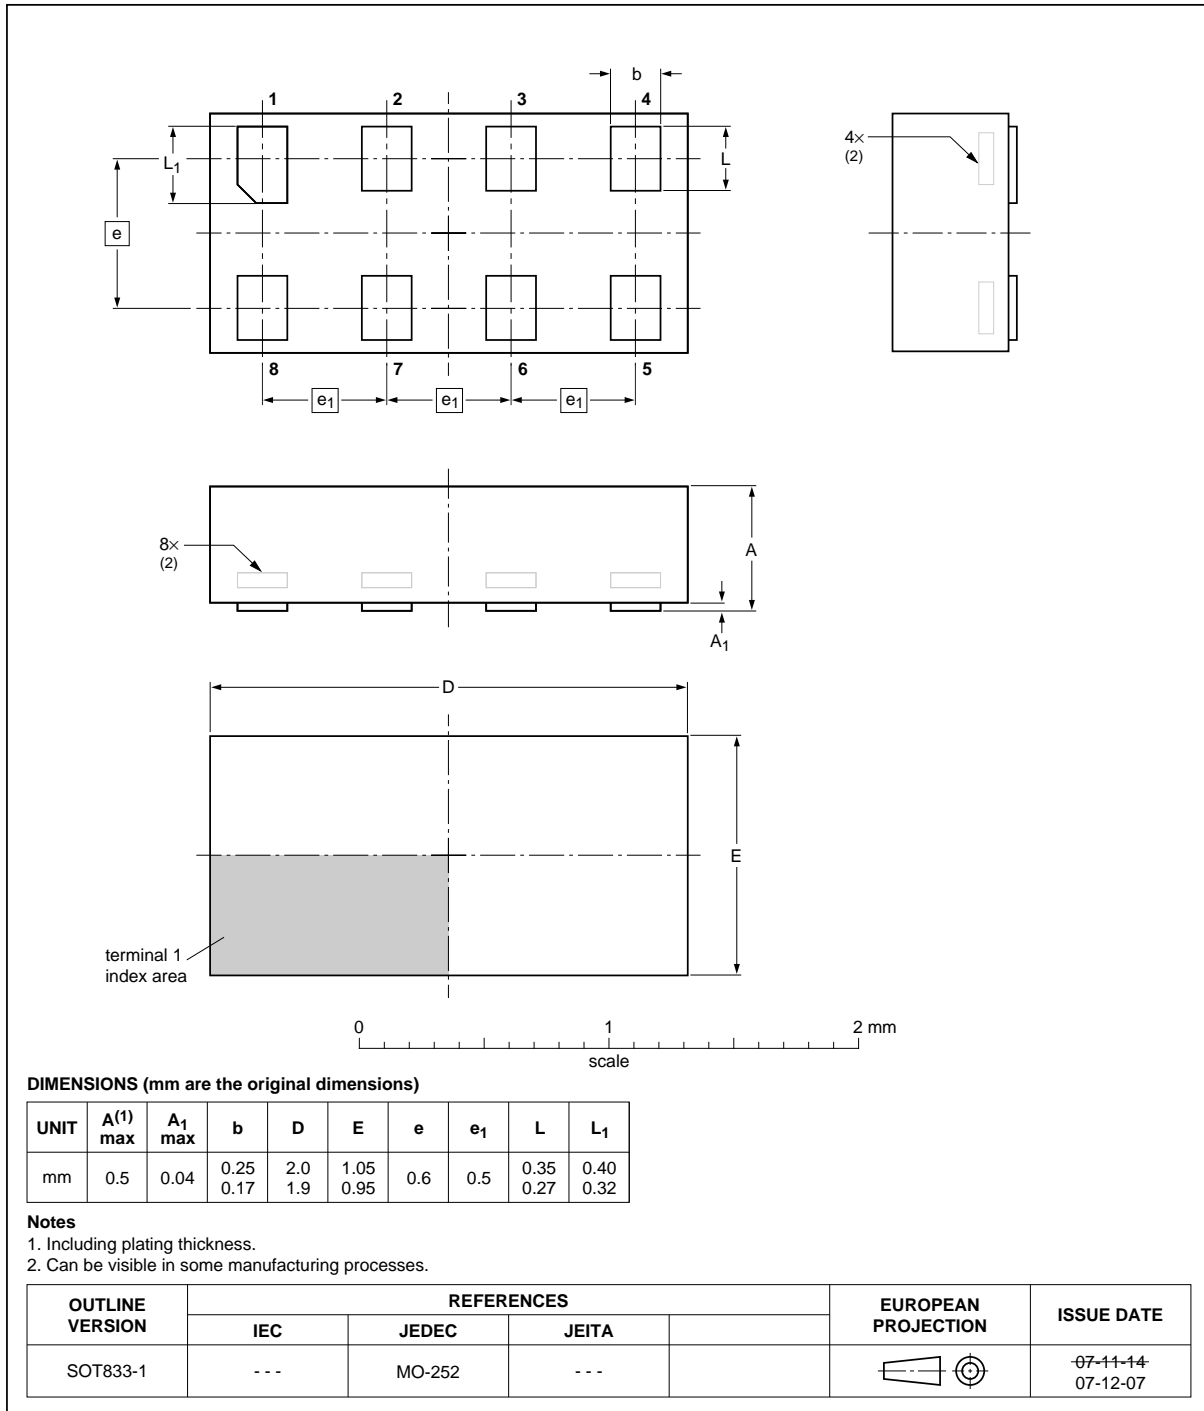 b
1 2 3 4
L1
L
e
8 7 6 5
e1 e1 e1
4×
(2)
8×
(2)
A
A1
D
E
terminal 1
index area
0 1 2 mm
scale
DIMENSIONS (mm are the original dimensions)
UNIT A(1) max A1 max b D E e e1 L L1
mm 0.5 0.04 0.25 0.17 2.0 1.9 1.05 0.95 0.6 0.5 0.35 0.27 0.40 0.32
Notes
1. Including plating thickness.
2. Can be visible in some manufacturing processes.
OUTLINE VERSION REFERENCES EUROPEAN PROJECTION ISSUE DATE
IEC JEDEC JEITA
SOT833-1 - - - MO-252 - - - 07-11-14
07-12-07